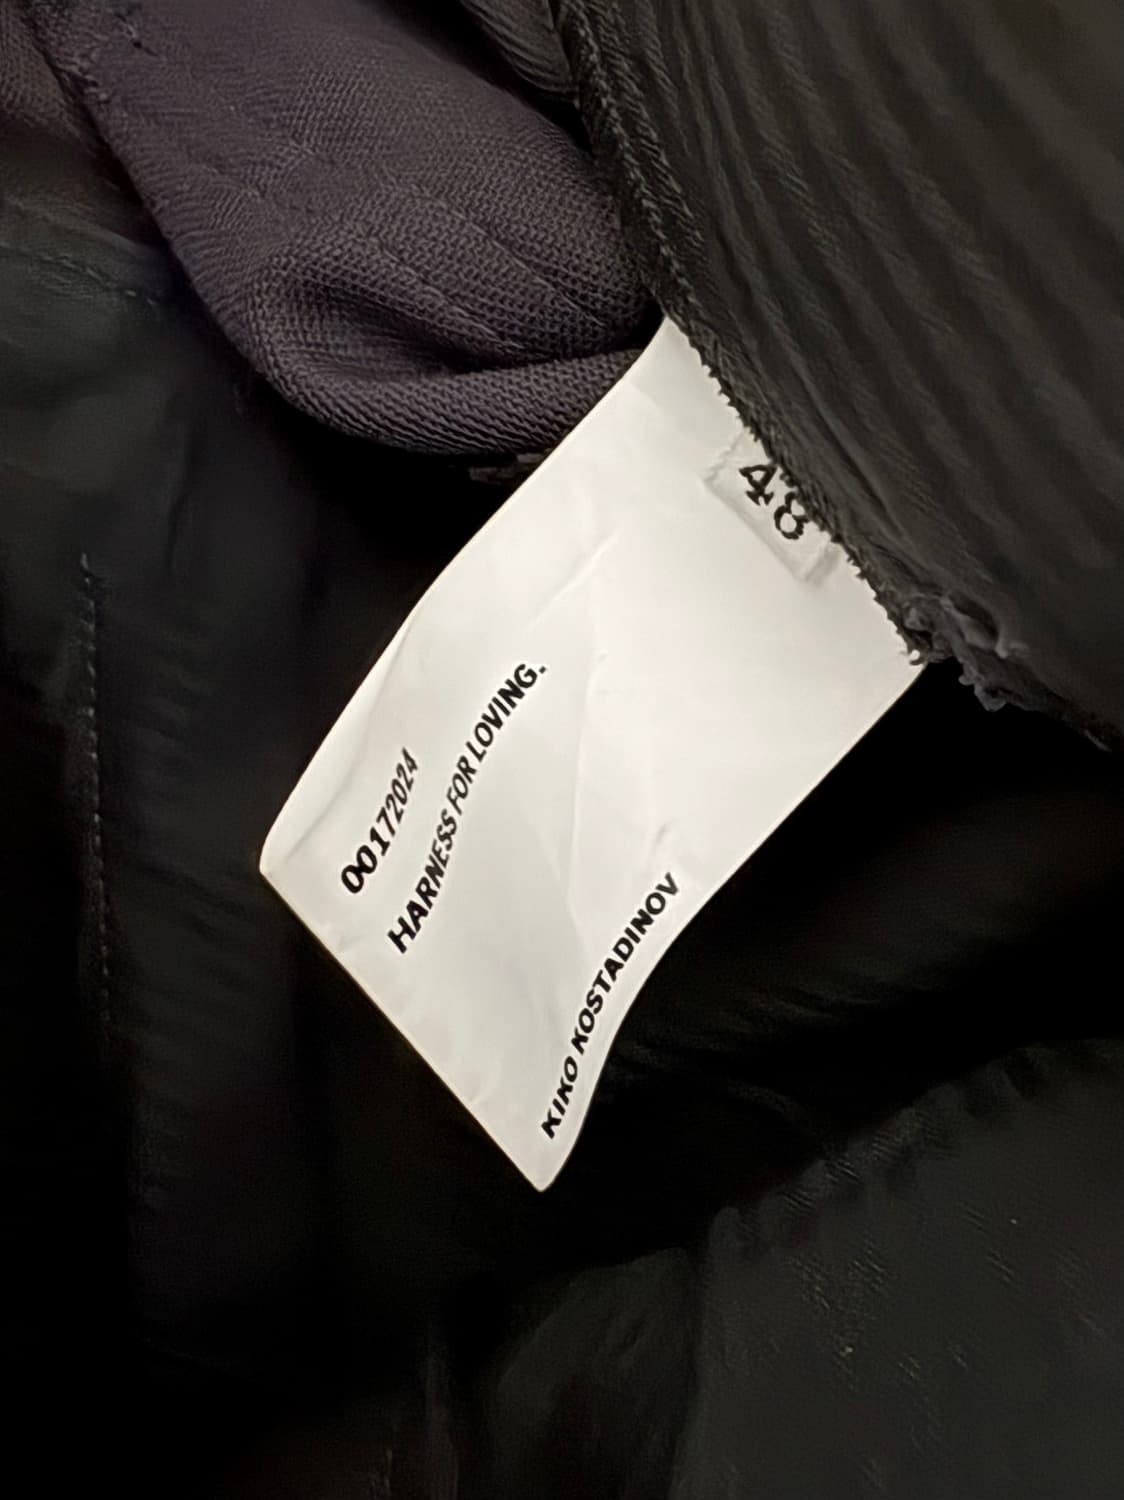 48
00172024
HARNESS FOR LOVING.
KIKO KOSTADINOV